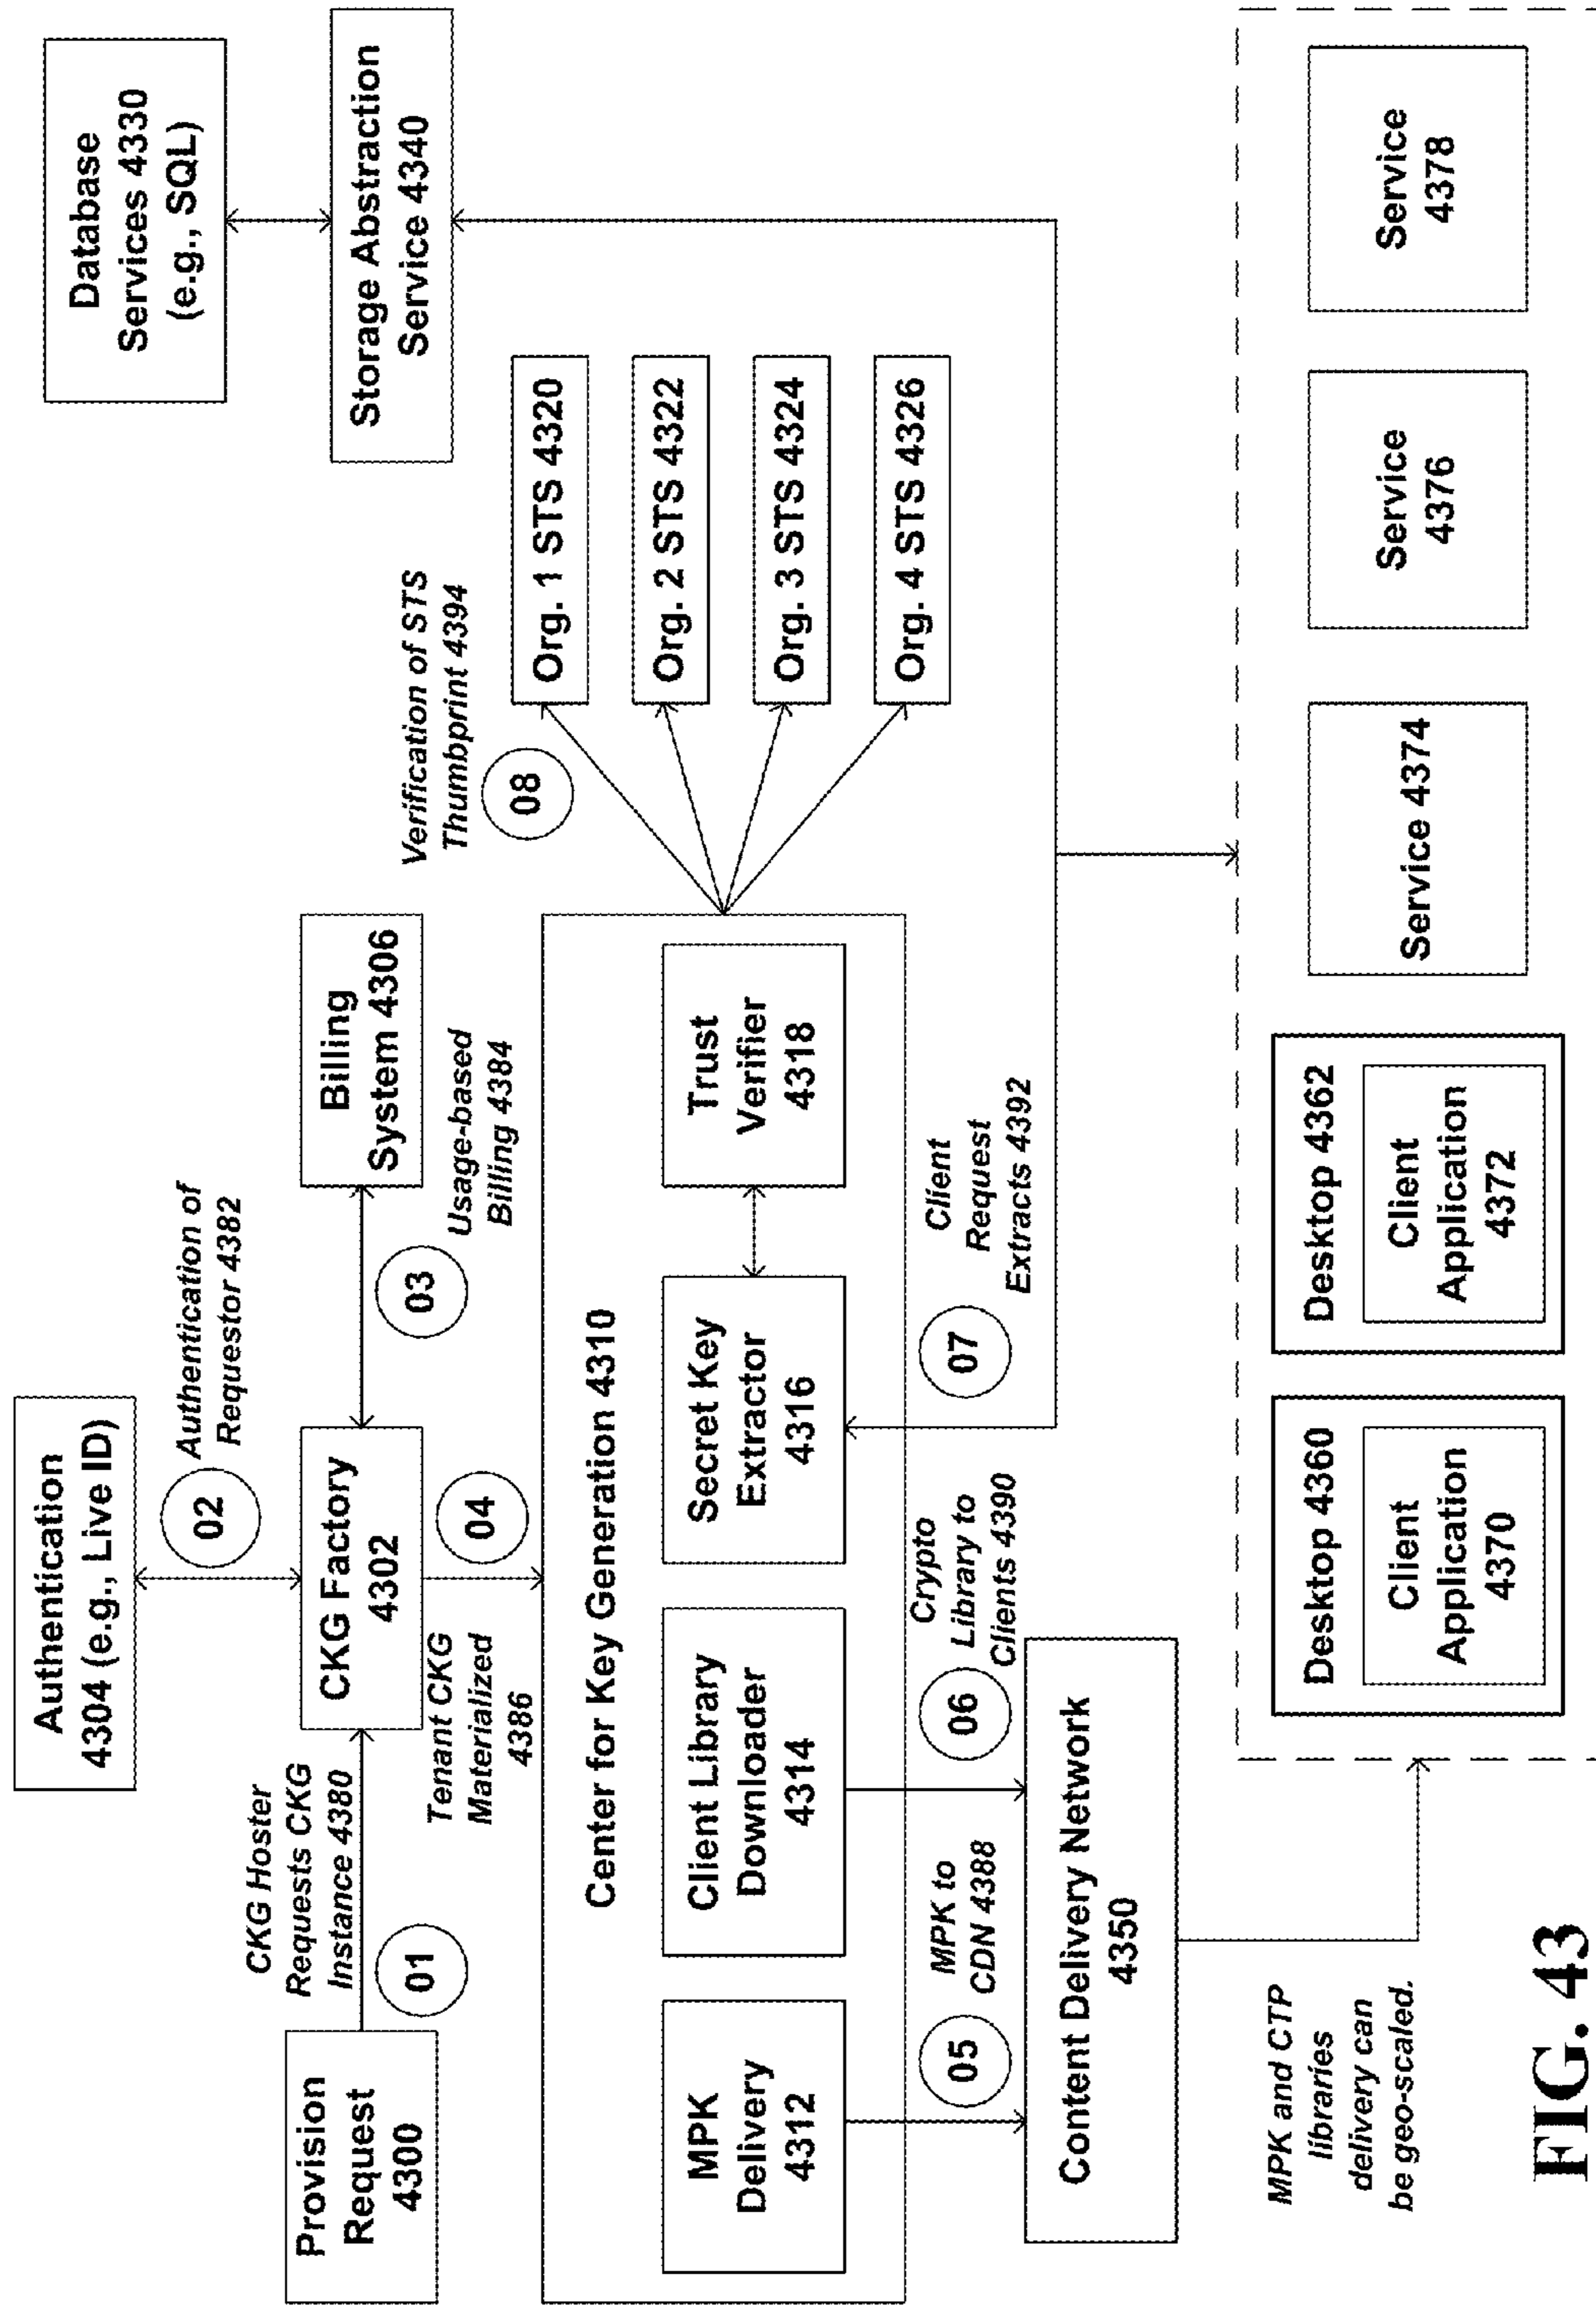 Authentication
4304 (e.g., Live ID)
Database
Services 4330
(e.g., SQL)
02
Authentication of
Requestor 4382
CKG Hoster
Requests CKG
Instance 4380
01
Provision
Request
4300
CKG Factory
4302
03
Usage-based
Billing 4384
Billing
System 4306
Storage Abstraction
Service 4340
Tenant CKG
Materialized
4386
04
Verification of STS
Thumbprint 4394
08
Org. 1 STS 4320
Org. 2 STS 4322
Org. 3 STS 4324
Org. 4 STS 4326
Center for Key Generation 4310
MPK
Delivery
4312
Client Library
Downloader
4314
Secret Key
Extractor
4316
Trust
Verifier
4318
05
MPK to
CDN 4388
06
Crypto
Library to
Clients 4390
07
Client
Request
Extracts 4392
Content Delivery Network
4350
MPK and CTP
libraries
delivery can
be geo-scaled.
Desktop 4360
Client
Application
4370
Desktop 4362
Client
Application
4372
Service 4374
Service
4376
Service
4378
FIG. 43